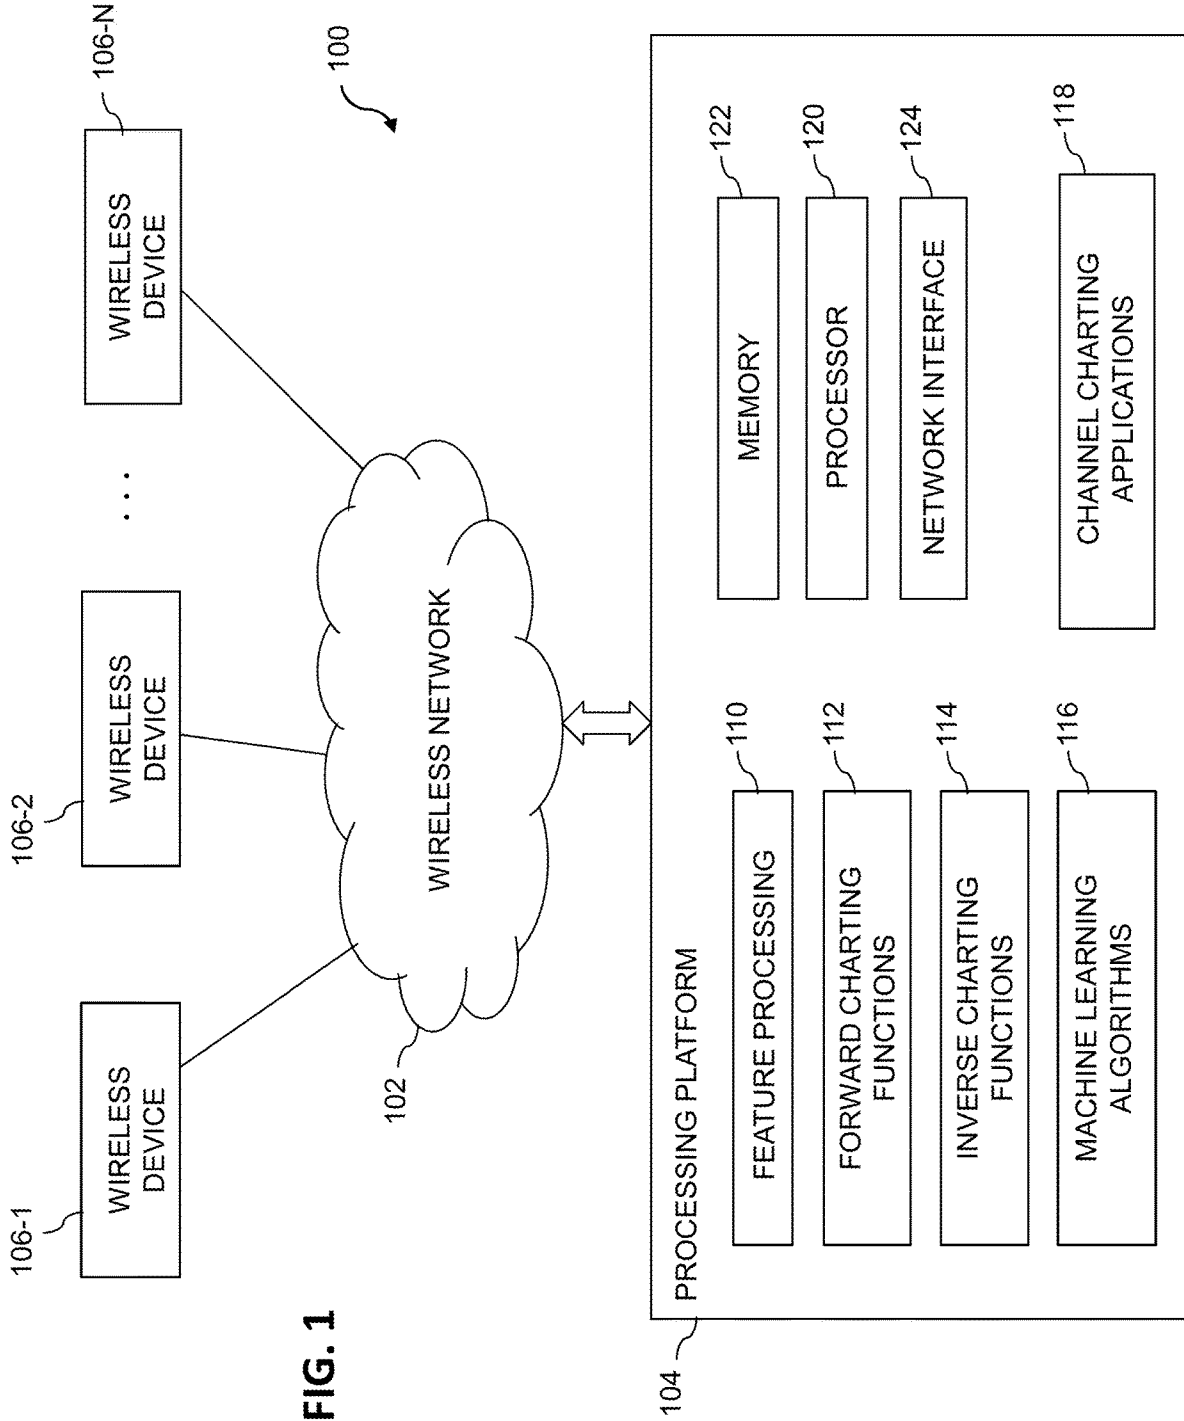 FIG. 1
100
106-1
WIRELESS
DEVICE
106-2
WIRELESS
DEVICE
. . .
106-N
WIRELESS
DEVICE
102
WIRELESS NETWORK
104
PROCESSING PLATFORM
110
FEATURE PROCESSING
112
FORWARD CHARTING
FUNCTIONS
114
INVERSE CHARTING
FUNCTIONS
116
MACHINE LEARNING
ALGORITHMS
122
MEMORY
120
PROCESSOR
124
NETWORK INTERFACE
118
CHANNEL CHARTING
APPLICATIONS